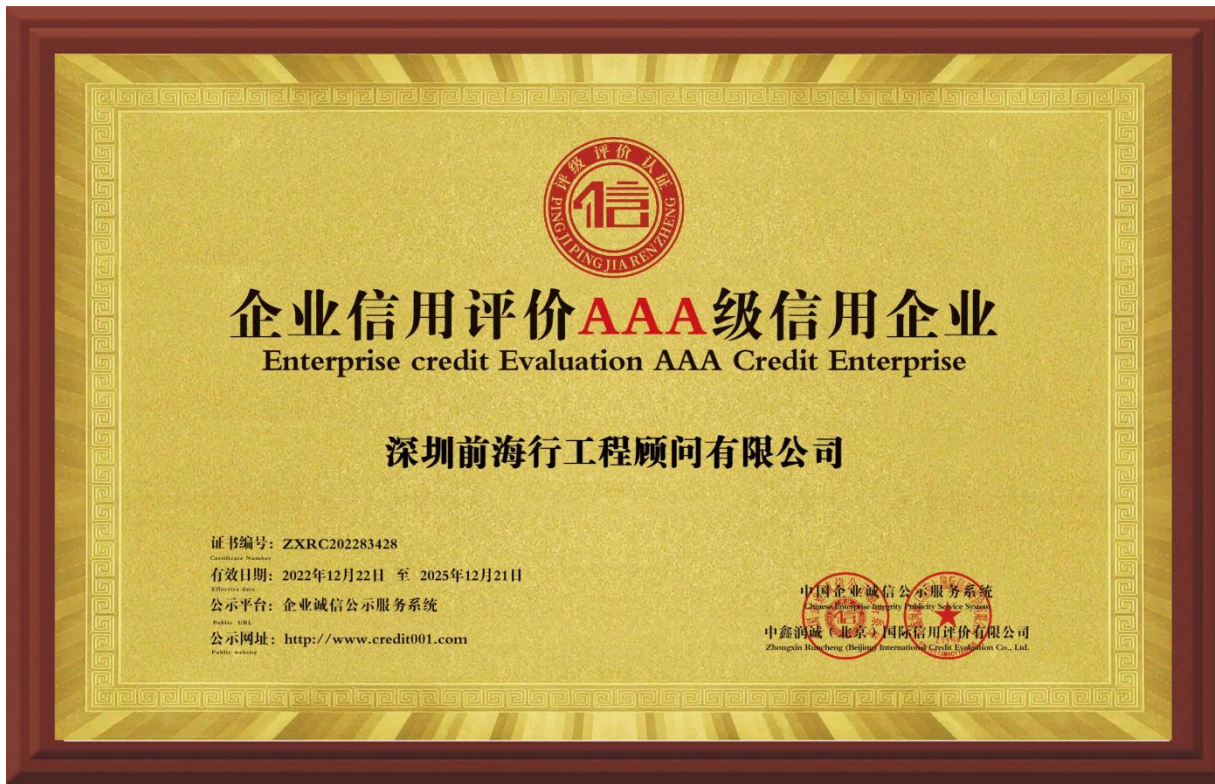 评级评价认证
PING JI PING JIA REN ZHENG
信
企业信用评价AAA级信用企业
Enterprise credit Evaluation AAA Credit Enterprise
深圳前海行工程顾问有限公司
证书编号：ZXRC202283428
Certificate Number
有效日期：2022年12月22日 至 2025年12月21日
Effective date
公示平台：企业诚信公示服务系统
Public URL
公示网址：http://www.credit001.com
Public website
中国企业诚信公示服务系统
Chinese Enterprise Integrity Publicity Service System
中鑫润诚（北京）国际信用评价有限公司
Zhongxin Runcheng (Beijing) International Credit Evaluation Co., Ltd.